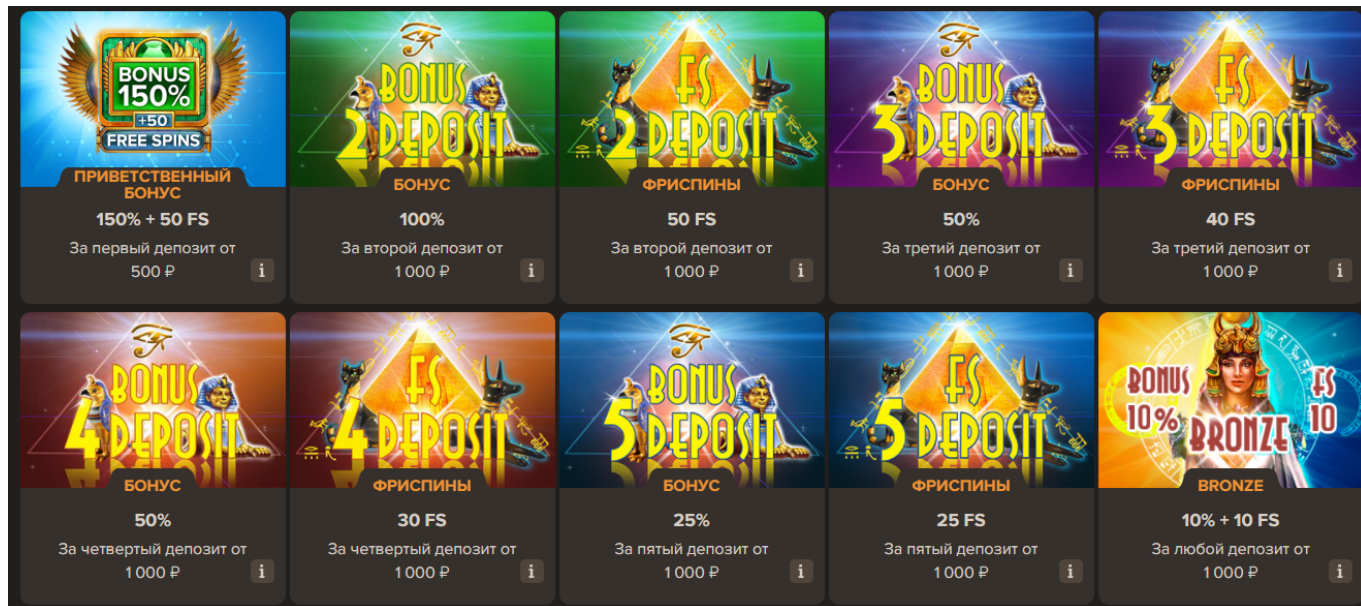 BONUS
150%
+50
FREE SPINS
ПРИВЕТСТВЕННЫЙ
БОНУС
150% + 50 FS
За первый депозит от
500 ₽
i
BONUS
2 DEPOSIT
БОНУС
100%
За второй депозит от
1 000 ₽
i
FS
2 DEPOSIT
ФРИСПИНЫ
50 FS
За второй депозит от
1 000 ₽
i
BONUS
3 DEPOSIT
БОНУС
50%
За третий депозит от
1 000 ₽
i
FS
3 DEPOSIT
ФРИСПИНЫ
40 FS
За третий депозит от
1 000 ₽
i
BONUS
4 DEPOSIT
БОНУС
50%
За четвертый депозит от
1 000 ₽
i
FS
4 DEPOSIT
ФРИСПИНЫ
30 FS
За четвертый депозит от
1 000 ₽
i
BONUS
5 DEPOSIT
БОНУС
25%
За пятый депозит от
1 000 ₽
i
FS
5 DEPOSIT
ФРИСПИНЫ
25 FS
За пятый депозит от
1 000 ₽
i
BONUS
10%
BRONZE
FS
10
BRONZE
10% + 10 FS
За любой депозит от
1 000 ₽
i